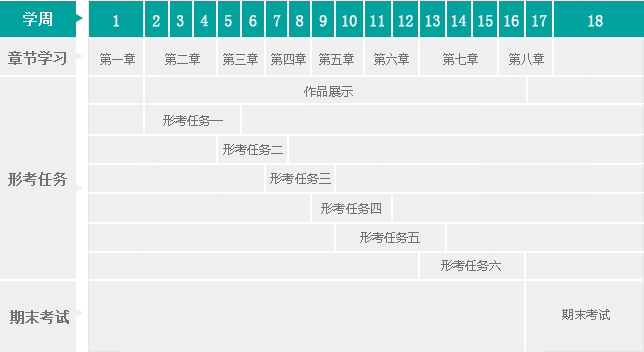 学周 1 2 3 4 5 6 7 8 9 10 11 12 13 14 15 16 17 18
章节学习 第一章 第二章 第三章 第四章 第五章 第六章 第七章 第八章
作品展示
形考任务一
形考任务二
形考任务 形考任务三
形考任务四
形考任务五
形考任务六
期末考试 期末考试